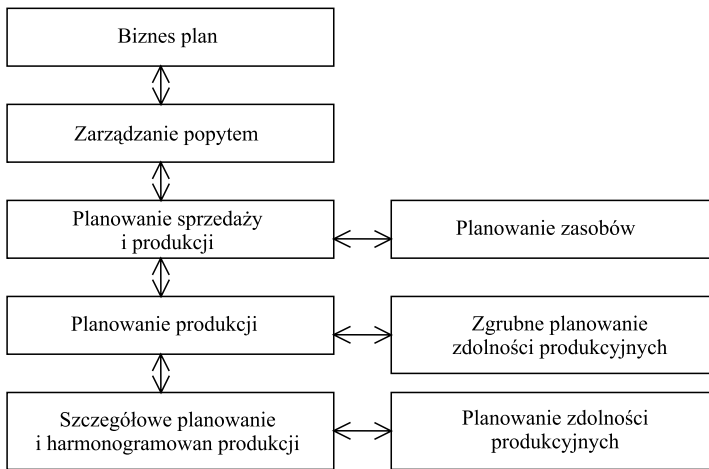 Biznes plan
Zarządzanie popytem
Planowanie sprzedaży
i produkcji
Planowanie zasobów
Planowanie produkcji
Zgrubne planowanie
zdolności produkcyjnych
Szczegółowe planowanie
i harmonogramowan produkcji
Planowanie zdolności
produkcyjnych